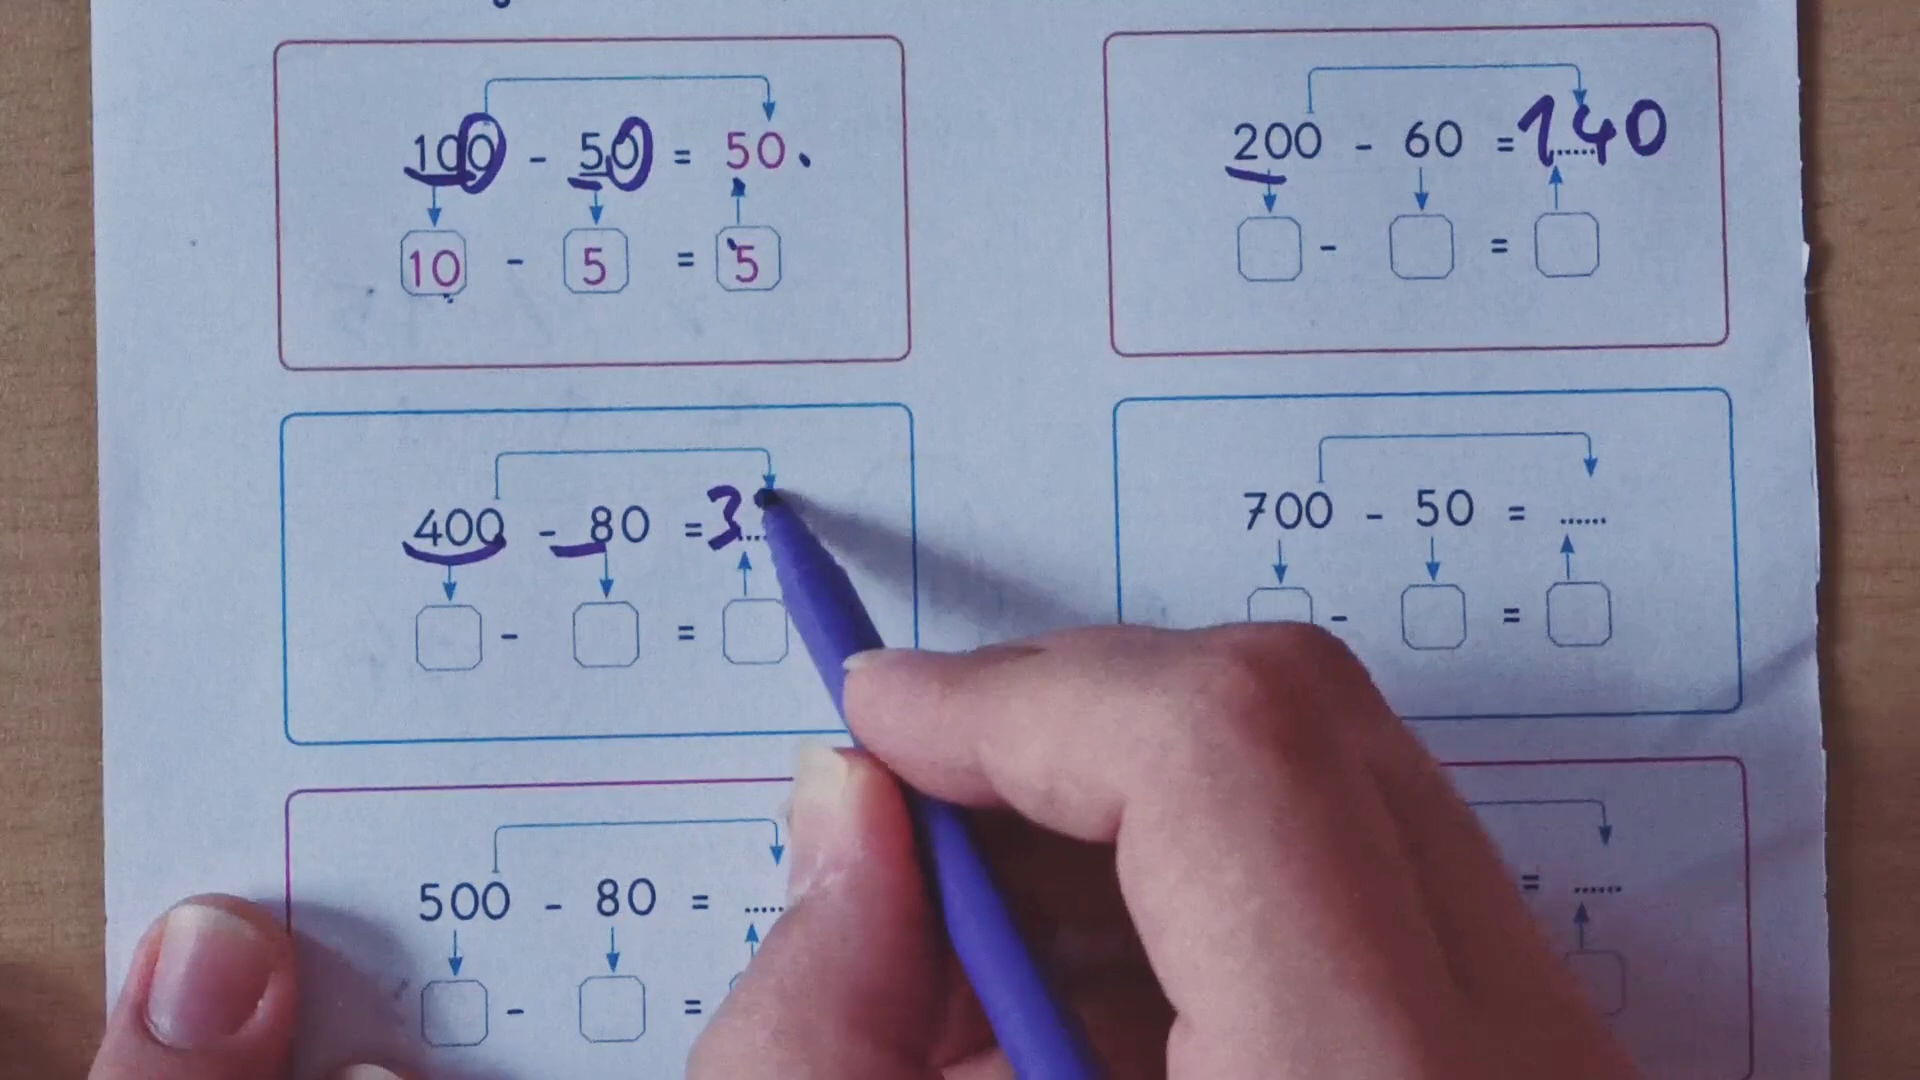 100 - 50 = 50.
10 - 5 = 5
200 - 60 = 140
- =
400 - 80 = 3
- =
700 - 50 = ......
- =
500 - 80 = .....
- =
= ......